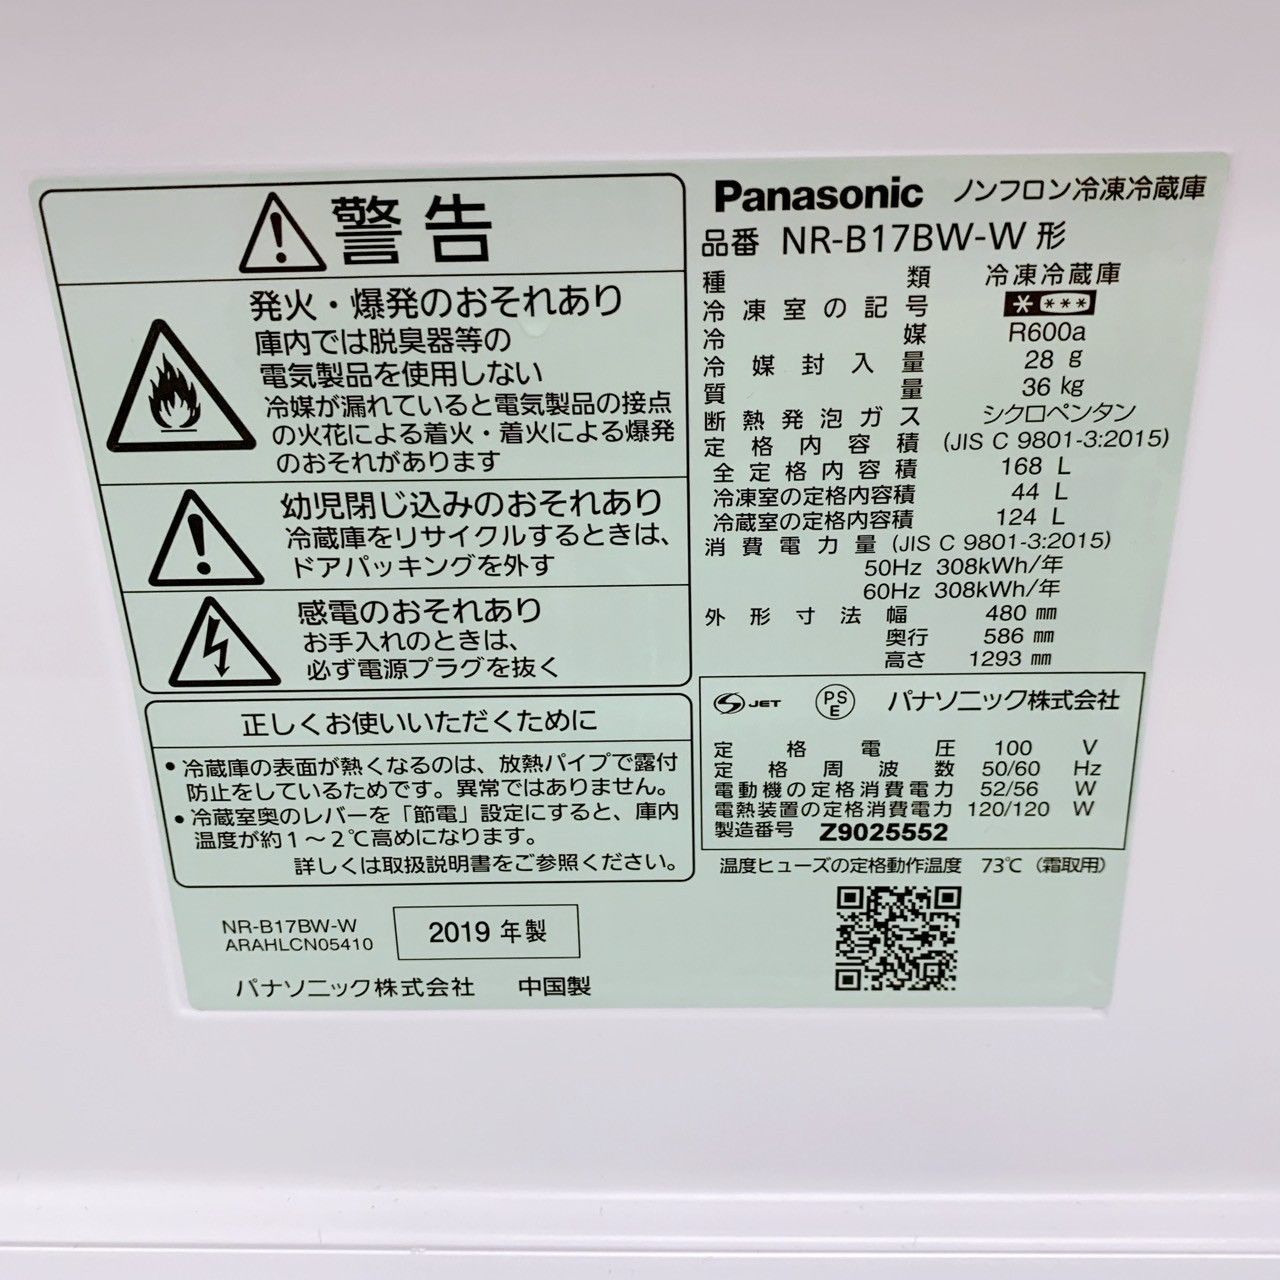 警告
発火・爆発のおそれあり
庫内では脱臭器等の
電気製品を使用しない
冷媒が漏れていると電気製品の接点
の火花による着火・着火による爆発
のおそれがあります
幼児閉じ込みのおそれあり
冷蔵庫をリサイクルするときは、
ドアパッキングを外す
感電のおそれあり
お手入れのときは、
必ず電源プラグを抜く
正しくお使いいただくために
・冷蔵庫の表面が熱くなるのは、放熱パイプで露付
防止をしているためです。異常ではありません。
・冷蔵室奥のレバーを「節電」設定にすると、庫内
温度が約1～2℃高めになります。
詳しくは取扱説明書をご参照ください。
NR-B17BW-W
ARAHLCN05410
2019 年製
パナソニック株式会社 中国製
Panasonic ノンフロン冷凍冷蔵庫
品番 NR-B17BW-W 形
種類 冷凍冷蔵庫
冷凍室の記号 * ***
冷媒 R600a
冷媒封入量 28 g
質量 36 kg
断熱発泡ガス シクロペンタン
定格内容積 (JIS C 9801-3:2015)
全定格内容積 168 L
冷凍室の定格内容積 44 L
冷蔵室の定格内容積 124 L
消費電力量 (JIS C 9801-3:2015)
50Hz 308kWh/年
60Hz 308kWh/年
外形寸法 幅 480 mm
奥行 586 mm
高さ 1293 mm
S JET PSE パナソニック株式会社
定格電圧 100 V
定格周波数 50/60 Hz
電動機の定格消費電力 52/56 W
電熱装置の定格消費電力 120/120 W
製造番号 Z9025552
温度ヒューズの定格動作温度 73℃ (霜取用)